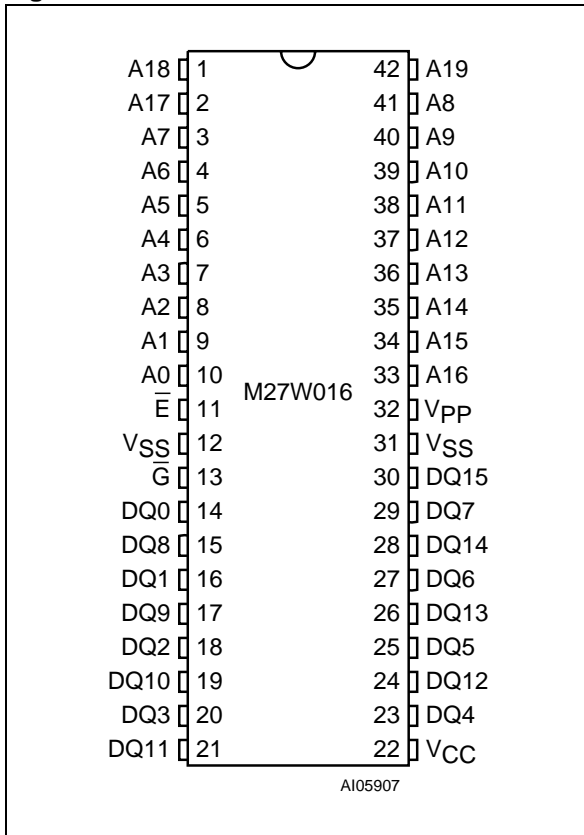 A18 1 42 A19
A17 2 41 A8
A7 3 40 A9
A6 4 39 A10
A5 5 38 A11
A4 6 37 A12
A3 7 36 A13
A2 8 35 A14
A1 9 34 A15
A0 10 33 A16
M27W016
E̅ 11 32 VPP
VSS 12 31 VSS
G̅ 13 30 DQ15
DQ0 14 29 DQ7
DQ8 15 28 DQ14
DQ1 16 27 DQ6
DQ9 17 26 DQ13
DQ2 18 25 DQ5
DQ10 19 24 DQ12
DQ3 20 23 DQ4
DQ11 21 22 VCC
AI05907